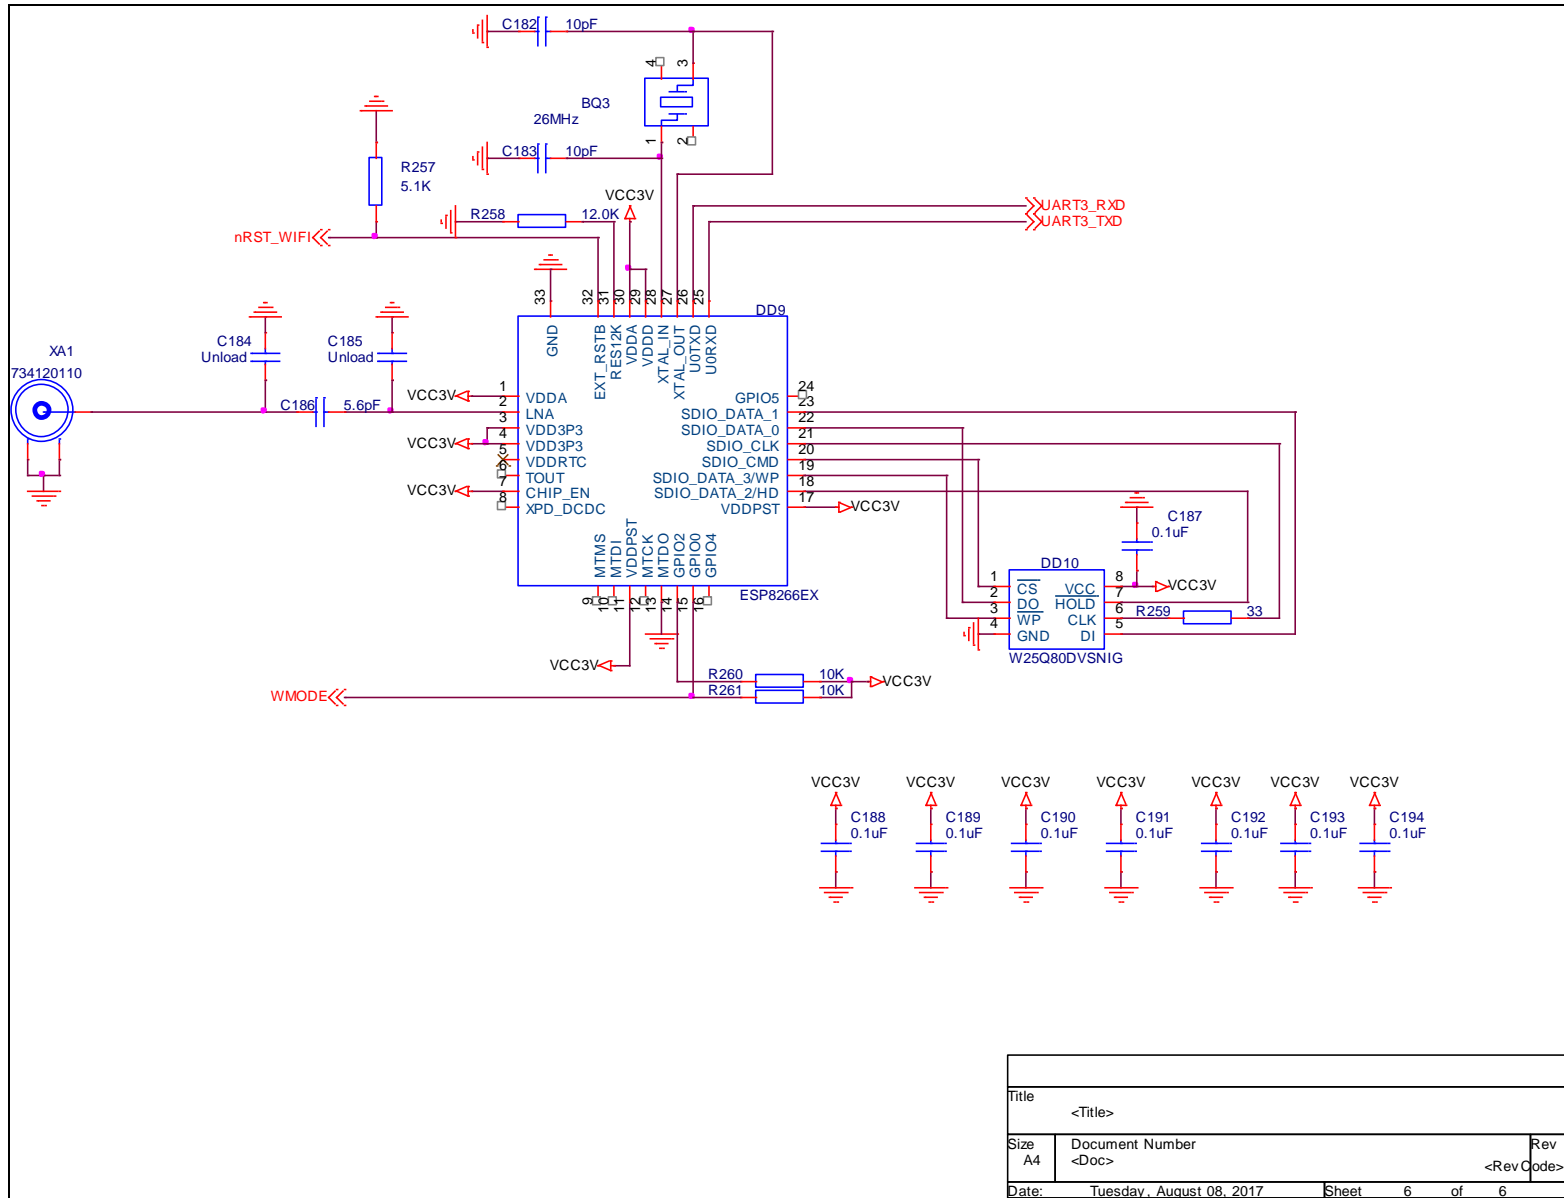 C182 10pF
4 3
BQ3
26MHz
1 2
C183 10pF
R257
5.1K
VCC3V
R258 12.0K
UART3_RXD
UART3_TXD
nRST_WIFI
33 32 31 30 29 28 27 26 25
DD9
GND EXT_RSTB RES12K VDDA VDDD XTAL_IN XTAL_OUT U0TXD U0RXD
C184
Unload
C185
Unload
XA1
734120110
C186 5.6pF
VCC3V
VCC3V
VCC3V
1 VDDA
2 LNA
3 VDD3P3
4 VDD3P3
5 VDDRTC
6 TOUT
7 CHIP_EN
8 XPD_DCDC
GPIO5 24
SDIO_DATA_1 23
SDIO_DATA_0 22
SDIO_CLK 21
SDIO_CMD 20
SDIO_DATA_3/WP 19
SDIO_DATA_2/HD 18
VDDPST 17
VCC3V
MTMS MTDI VDDPST MTCK MTDO GPIO2 GPIO0 GPIO4
9 10 11 12 13 14 15 16
ESP8266EX
C187
0.1uF
DD10
1 CS VCC 8
VCC3V
2 DO HOLD 7
3 WP CLK 6
R259 33
4 GND DI 5
W25Q80DVSNIG
VCC3V
R260 10K
VCC3V
R261 10K
WMODE
VCC3V VCC3V VCC3V VCC3V VCC3V VCC3V VCC3V
C188 C189 C190 C191 C192 C193 C194
0.1uF 0.1uF 0.1uF 0.1uF 0.1uF 0.1uF 0.1uF
Title
<Title>
Size Document Number Rev
A4 <Doc> <RevCode>
Date: Tuesday, August 08, 2017 Sheet 6 of 6